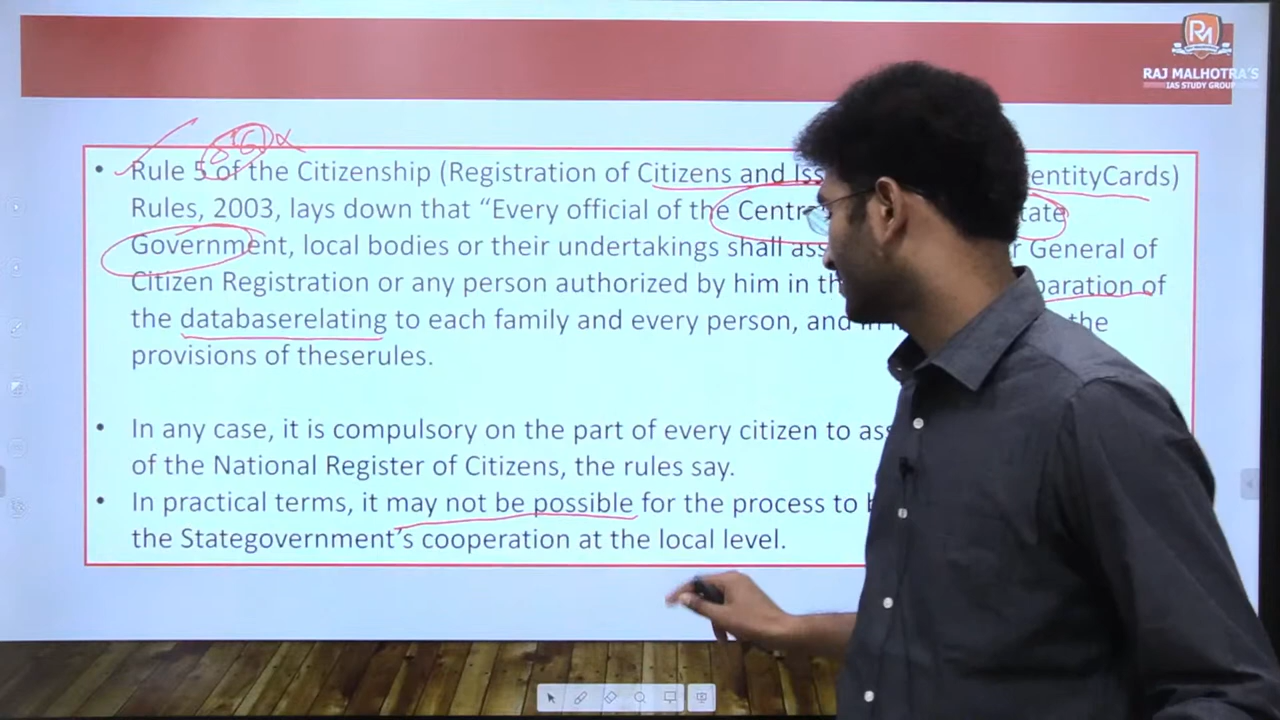 RAJ MALHOTRA'S
IAS STUDY GROUP
• Rule 5 of the Citizenship (Registration of Citizens and Iss entityCards)
Rules, 2003, lays down that “Every official of the Centr tate
Government, local bodies or their undertakings shall ass r General of
Citizen Registration or any person authorized by him in th paration of
the databaserelating to each family and every person, and in the
provisions of theserules.
• In any case, it is compulsory on the part of every citizen to ass
of the National Register of Citizens, the rules say.
• In practical terms, it may not be possible for the process to b
the Stategovernment’s cooperation at the local level.